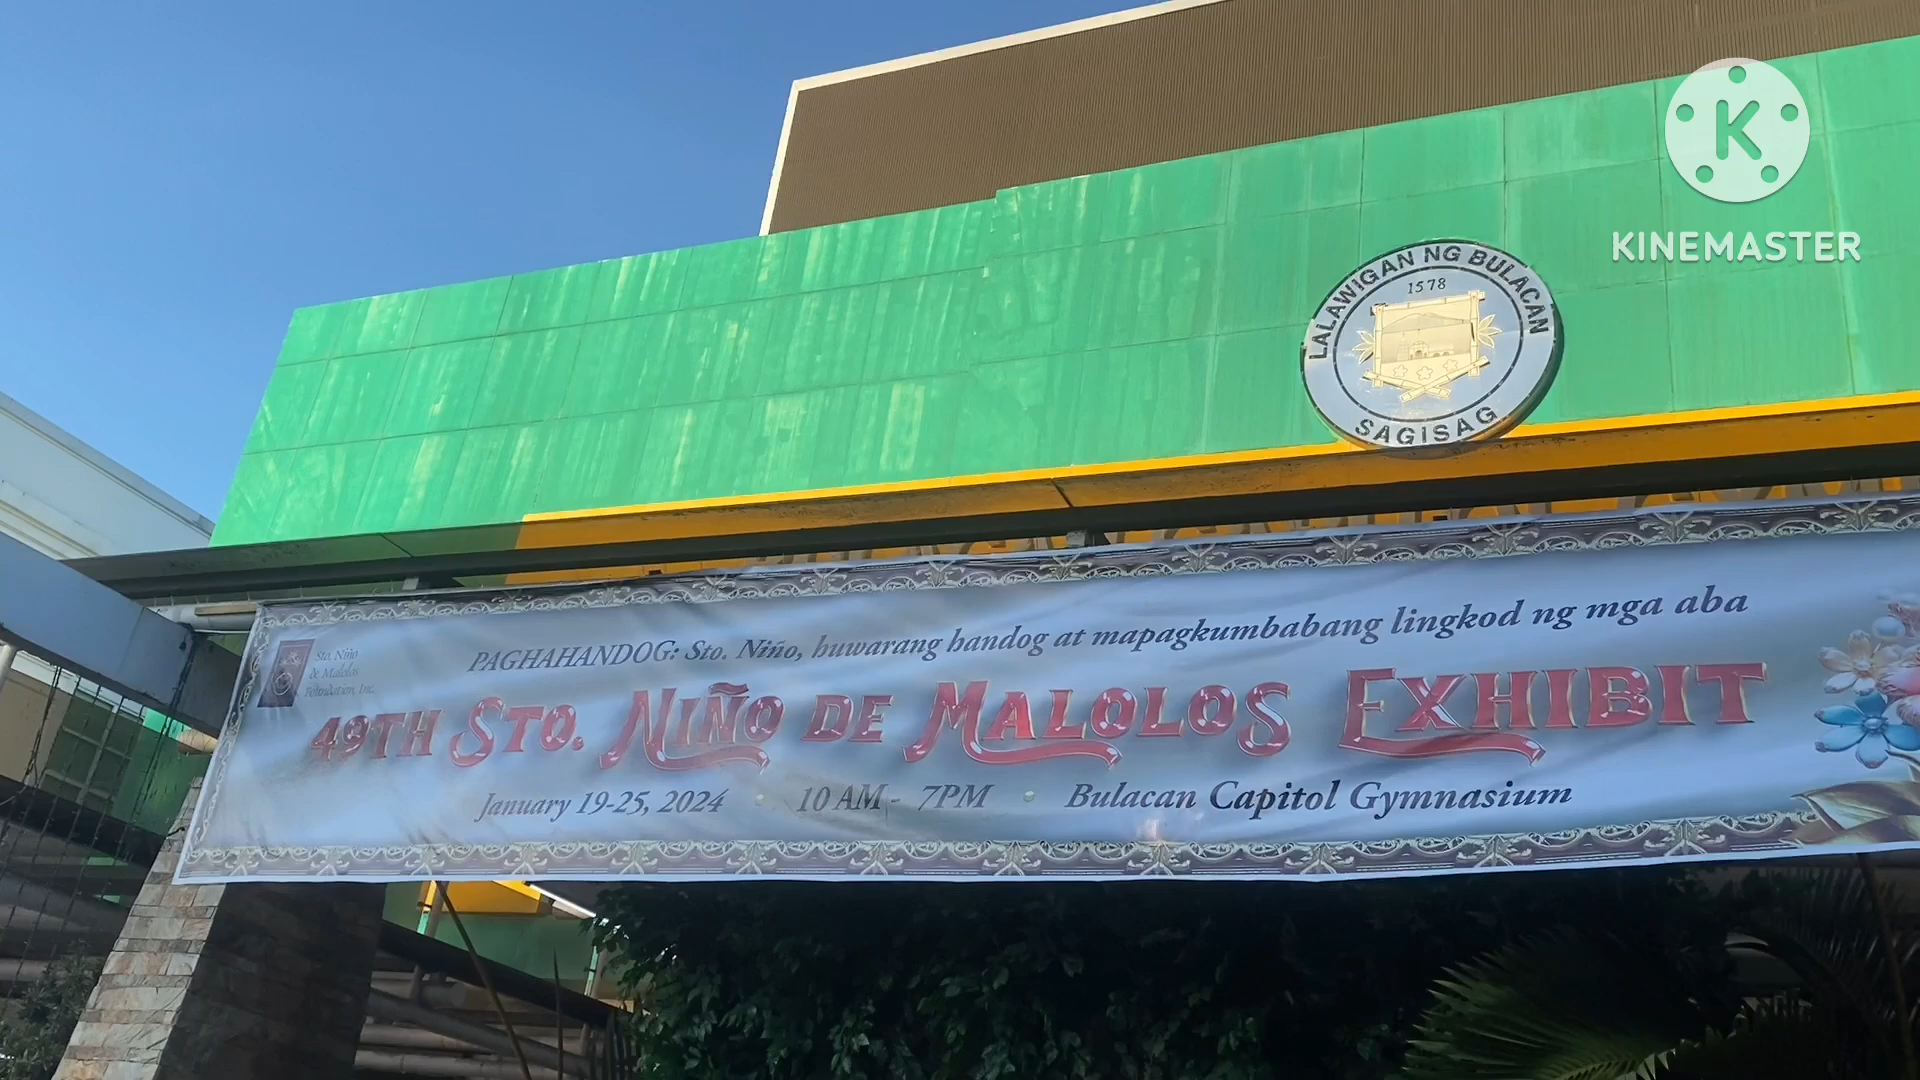 KINEMASTER
LALAWIGAN NG BULACAN
1578
SAGISAG
Sto. Niño
de Malolos
Foundation, Inc.
PAGHAHANDOG: Sto. Niño, huwarang handog at mapagkumbabang lingkod ng mga aba
49TH STO. NIÑO DE MALOLOS EXHIBIT
January 19-25, 2024 • 10 AM - 7PM • Bulacan Capitol Gymnasium